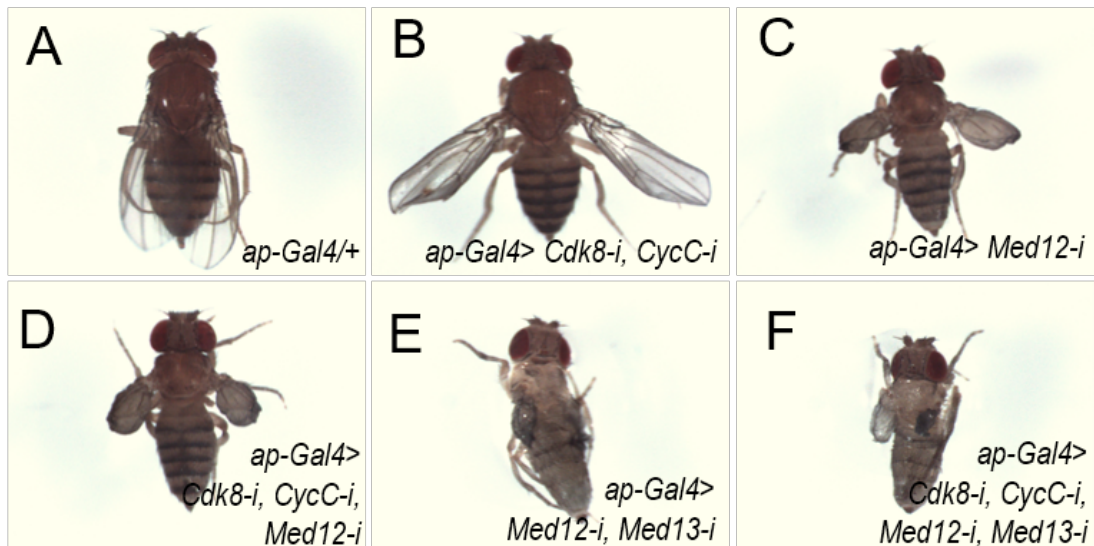 A
ap-Gal4/+
B
ap-Gal4> Cdk8-i, CycC-i
C
ap-Gal4> Med12-i
D
ap-Gal4>
Cdk8-i, CycC-i,
Med12-i
E
ap-Gal4>
Med12-i, Med13-i
F
ap-Gal4>
Cdk8-i, CycC-i,
Med12-i, Med13-i